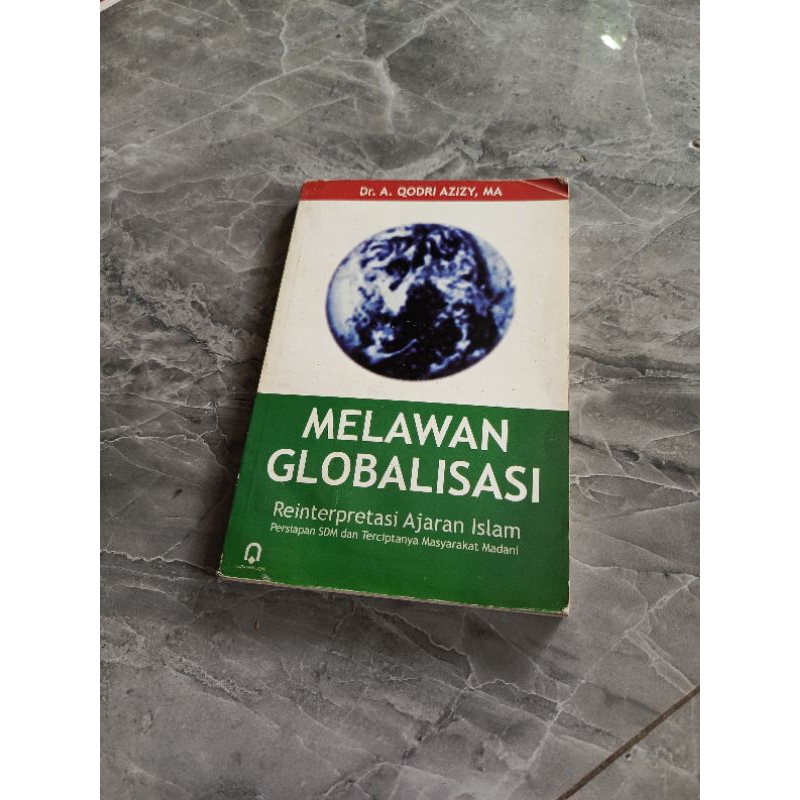 Dr. A. QODRI AZIZY, MA
MELAWAN
GLOBALISASI
Reinterpretasi Ajaran Islam
Persiapan SDM dan Terciptanya Masyarakat Madani